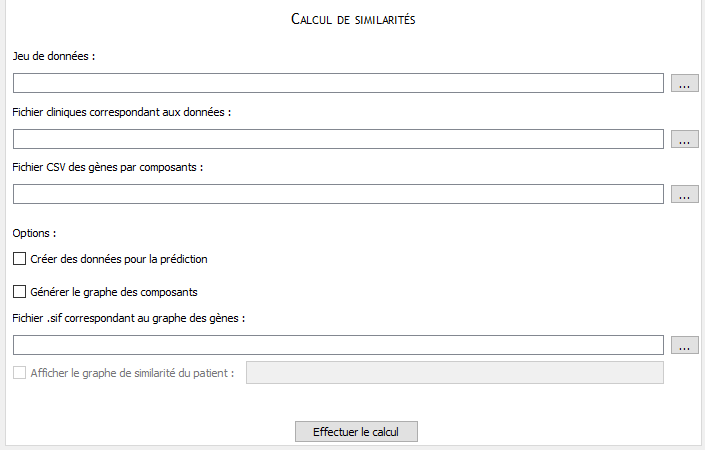 Calcul de similarités
Jeu de données :
...
Fichier cliniques correspondant aux données :
...
Fichier CSV des gènes par composants :
...
Options :
Créer des données pour la prédiction
Générer le graphe des composants
Fichier .sif correspondant au graphe des gènes :
...
Afficher le graphe de similarité du patient :
Effectuer le calcul